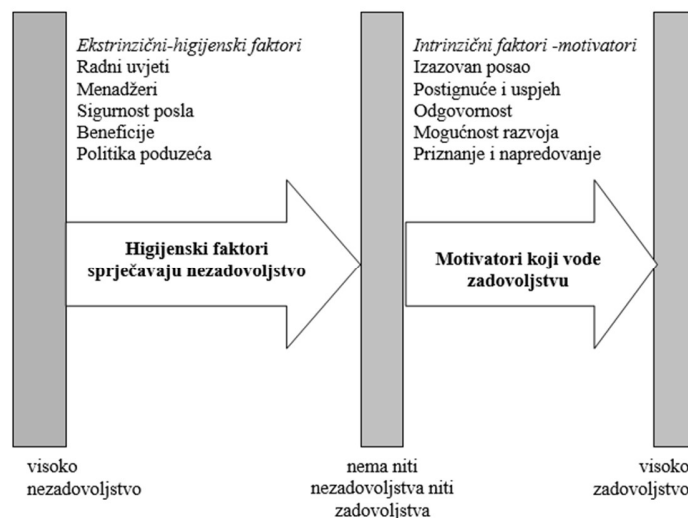 Ekstrinzični-higijenski faktori
Radni uvjeti
Menadžeri
Sigurnost posla
Beneficije
Politika poduzeća
Intrinzični faktori -motivatori
Izazovan posao
Postignuće i uspjeh
Odgovornost
Mogućnost razvoja
Priznanje i napredovanje
Higijenski faktori
sprječavaju nezadovoljstvo
Motivatori koji vode
zadovoljstvu
visoko
nezadovoljstvo
nema niti
nezadovoljstva niti
zadovoljstva
visoko
zadovoljstvo